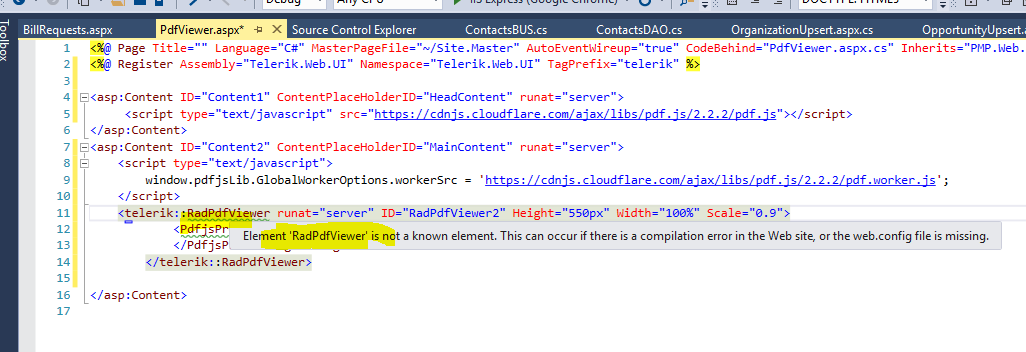 Debug
Any CPU
IIS Express (Google Chrome)
DOCTYPE: HTML5
Toolbox
BillRequests.aspx PdfViewer.aspx* Source Control Explorer ContactsBUS.cs ContactsDAO.cs OrganizationUpsert.aspx.cs OpportunityUpsert.a
1 <%@ Page Title="" Language="C#" MasterPageFile="~/Site.Master" AutoEventWireup="true" CodeBehind="PdfViewer.aspx.cs" Inherits="PMP.Web.
2 <%@ Register Assembly="Telerik.Web.UI" Namespace="Telerik.Web.UI" TagPrefix="telerik" %>
3
4 <asp:Content ID="Content1" ContentPlaceHolderID="HeadContent" runat="server">
5 <script type="text/javascript" src="https://cdnjs.cloudflare.com/ajax/libs/pdf.js/2.2.2/pdf.js"></script>
6 </asp:Content>
7 <asp:Content ID="Content2" ContentPlaceHolderID="MainContent" runat="server">
8 <script type="text/javascript">
9 window.pdfjsLib.GlobalWorkerOptions.workerSrc = 'https://cdnjs.cloudflare.com/ajax/libs/pdf.js/2.2.2/pdf.worker.js';
10 </script>
11 <telerik::RadPdfViewer runat="server" ID="RadPdfViewer2" Height="550px" Width="100%" Scale="0.9">
12 <PdfjsPr
Element 'RadPdfViewer' is not a known element. This can occur if there is a compilation error in the Web site, or the web.config file is missing.
13 </PdfjsP
14 </telerik::RadPdfViewer>
15
16 </asp:Content>
17